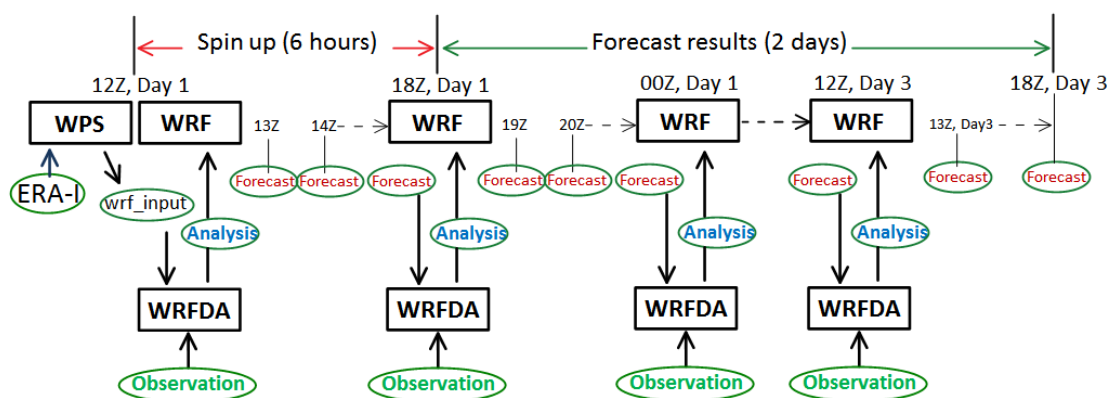 Spin up (6 hours)
Forecast results (2 days)
12Z, Day 1
18Z, Day 1
00Z, Day 1
12Z, Day 3
18Z, Day 3
WPS
WRF
13Z
14Z
WRF
19Z
20Z
WRF
WRF
13Z, Day3
ERA-I
wrf_input
Forecast
Forecast
Forecast
Forecast
Forecast
Forecast
Forecast
Forecast
Forecast
Analysis
Analysis
Analysis
Analysis
WRFDA
WRFDA
WRFDA
WRFDA
Observation
Observation
Observation
Observation